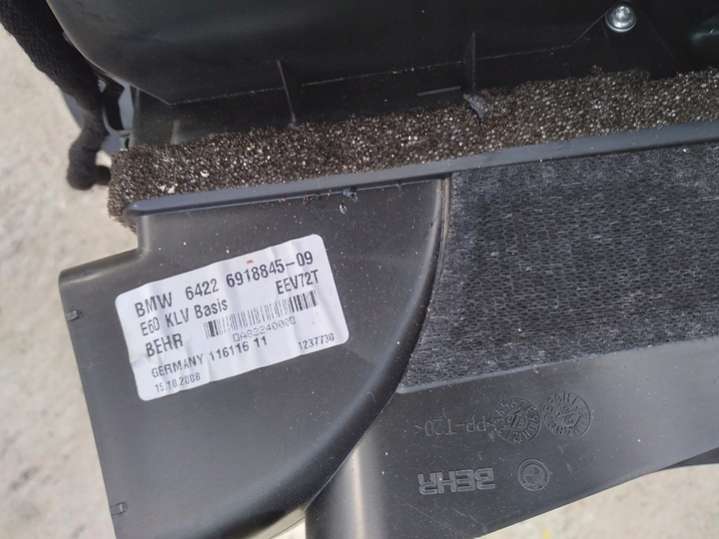 BMW 6422 6918845-09
E60 KLV Basis EEV72T
BEHR
GERMANY 116116 11 1237730
15.10.2008
PP-T20<
BEHR